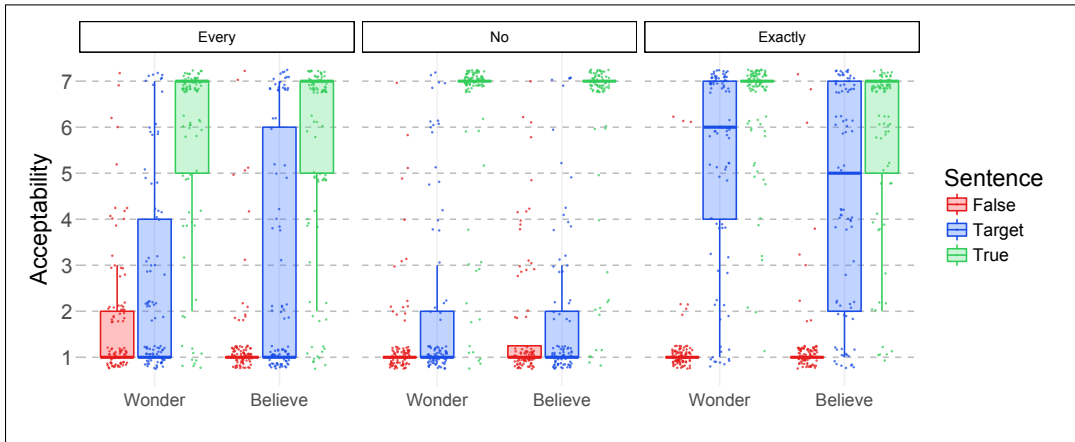 Every No Exactly
7
6
5
4
3
2
1
Acceptability
Wonder Believe Wonder Believe Wonder Believe
Sentence
False
Target
True